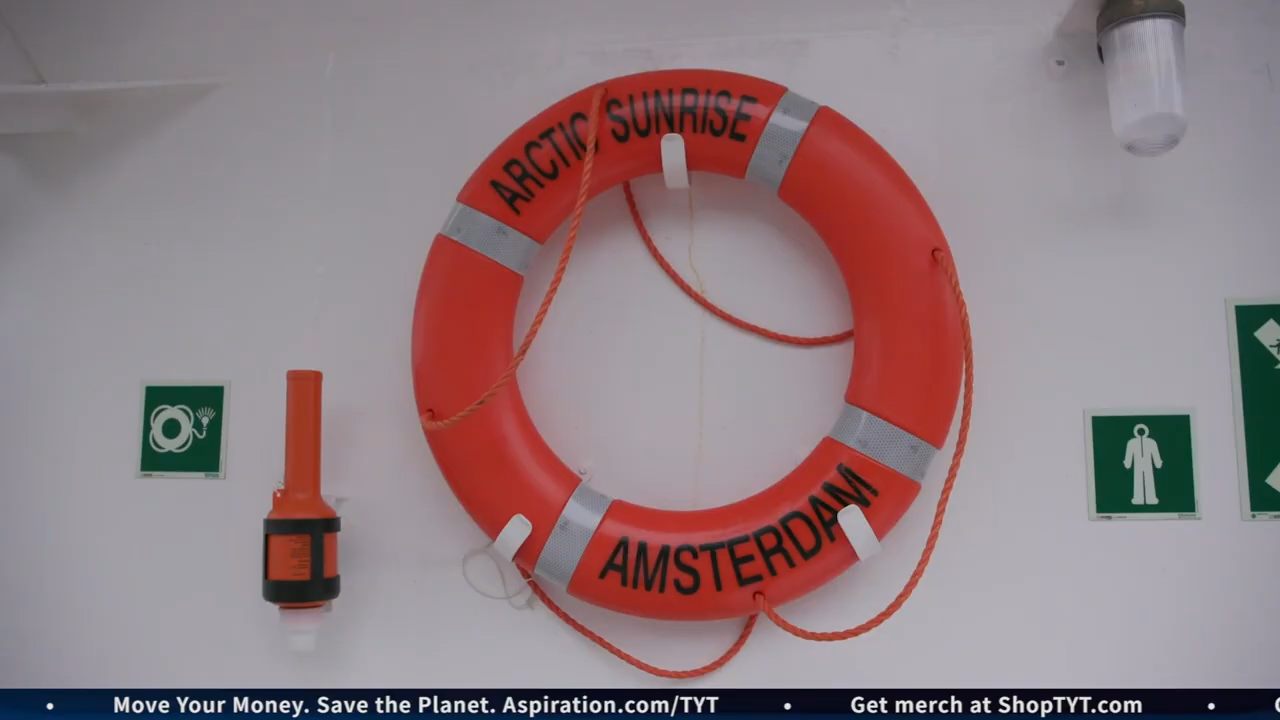 ARCTIC SUNRISE
AMSTERDAM
• Move Your Money. Save the Planet. Aspiration.com/TYT • Get merch at ShopTYT.com •